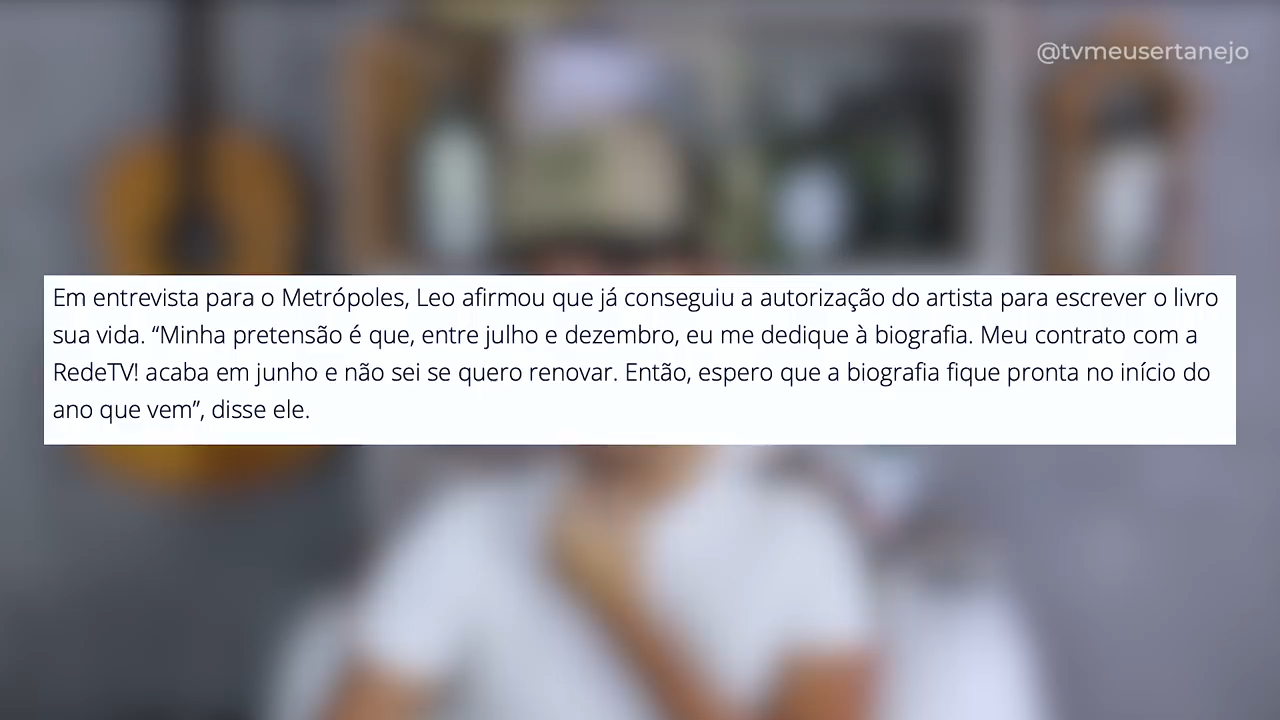 @tvmeusertanejo
Em entrevista para o Metrópoles, Leo afirmou que já conseguiu a autorização do artista para escrever o livro
sua vida. “Minha pretensão é que, entre julho e dezembro, eu me dedique à biografia. Meu contrato com a
RedeTV! acaba em junho e não sei se quero renovar. Então, espero que a biografia fique pronta no início do
ano que vem”, disse ele.